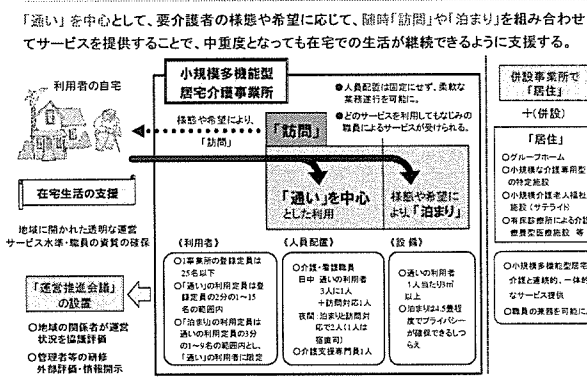 「通い」を中心として、要介護者の様態や希望に応じて、随時「訪問」や「泊まり」を組み合わせ
てサービスを提供することで、中重度となっても在宅での生活が継続できるように支援する。
利用者の自宅
在宅生活の支援
地域に開かれた透明な運営
サービス水準・職員の資質の確保
「運営推進会議」
の設置
○地域の関係者が運営
状況を協議評価
○管理者等の研修
外部評価・情報開示
小規模多機能型
居宅介護事業所
●人員配置は固定にせず、柔軟な
業務遂行を可能に。
●どのサービスを利用してもなじみの
職員によるサービスが受けられる。
様態や希望により、
「訪問」
「訪問」
「通い」を中心
とした利用
様態や希望に
より、「泊まり」
《利用者》
○1事業所の登録定員は
25名以下
○「通い」の利用定員は登
録定員の2分の1～15
名の範囲内
○「泊まり」の利用定員は
通いの利用定員の3分
の1～9名の範囲内とし、
「通い」の利用者に限定
《人員配置》
○介護・看護職員
日中:通いの利用者
3人に1人
+訪問対応1人
夜間:泊まりと訪問対
応で2人(1人は
宿直可)
○介護支援専門員1人
《設備》
○通いの利用者
1人当たり3㎡
以上
○泊まりは4.5畳程
度でプライバシー
が確保できるしつ
らえ
併設事業所で
「居住」
+(併設)
「居住」
○グループホーム
○小規模な介護専用型
の特定施設
○小規模介護老人福祉
施設(サテライト
○有床診療所による介護
療養型医療施設 等
○小規模多機能型居宅
介護と連続的、一体的
なサービス提供
○職員の兼務を可能に